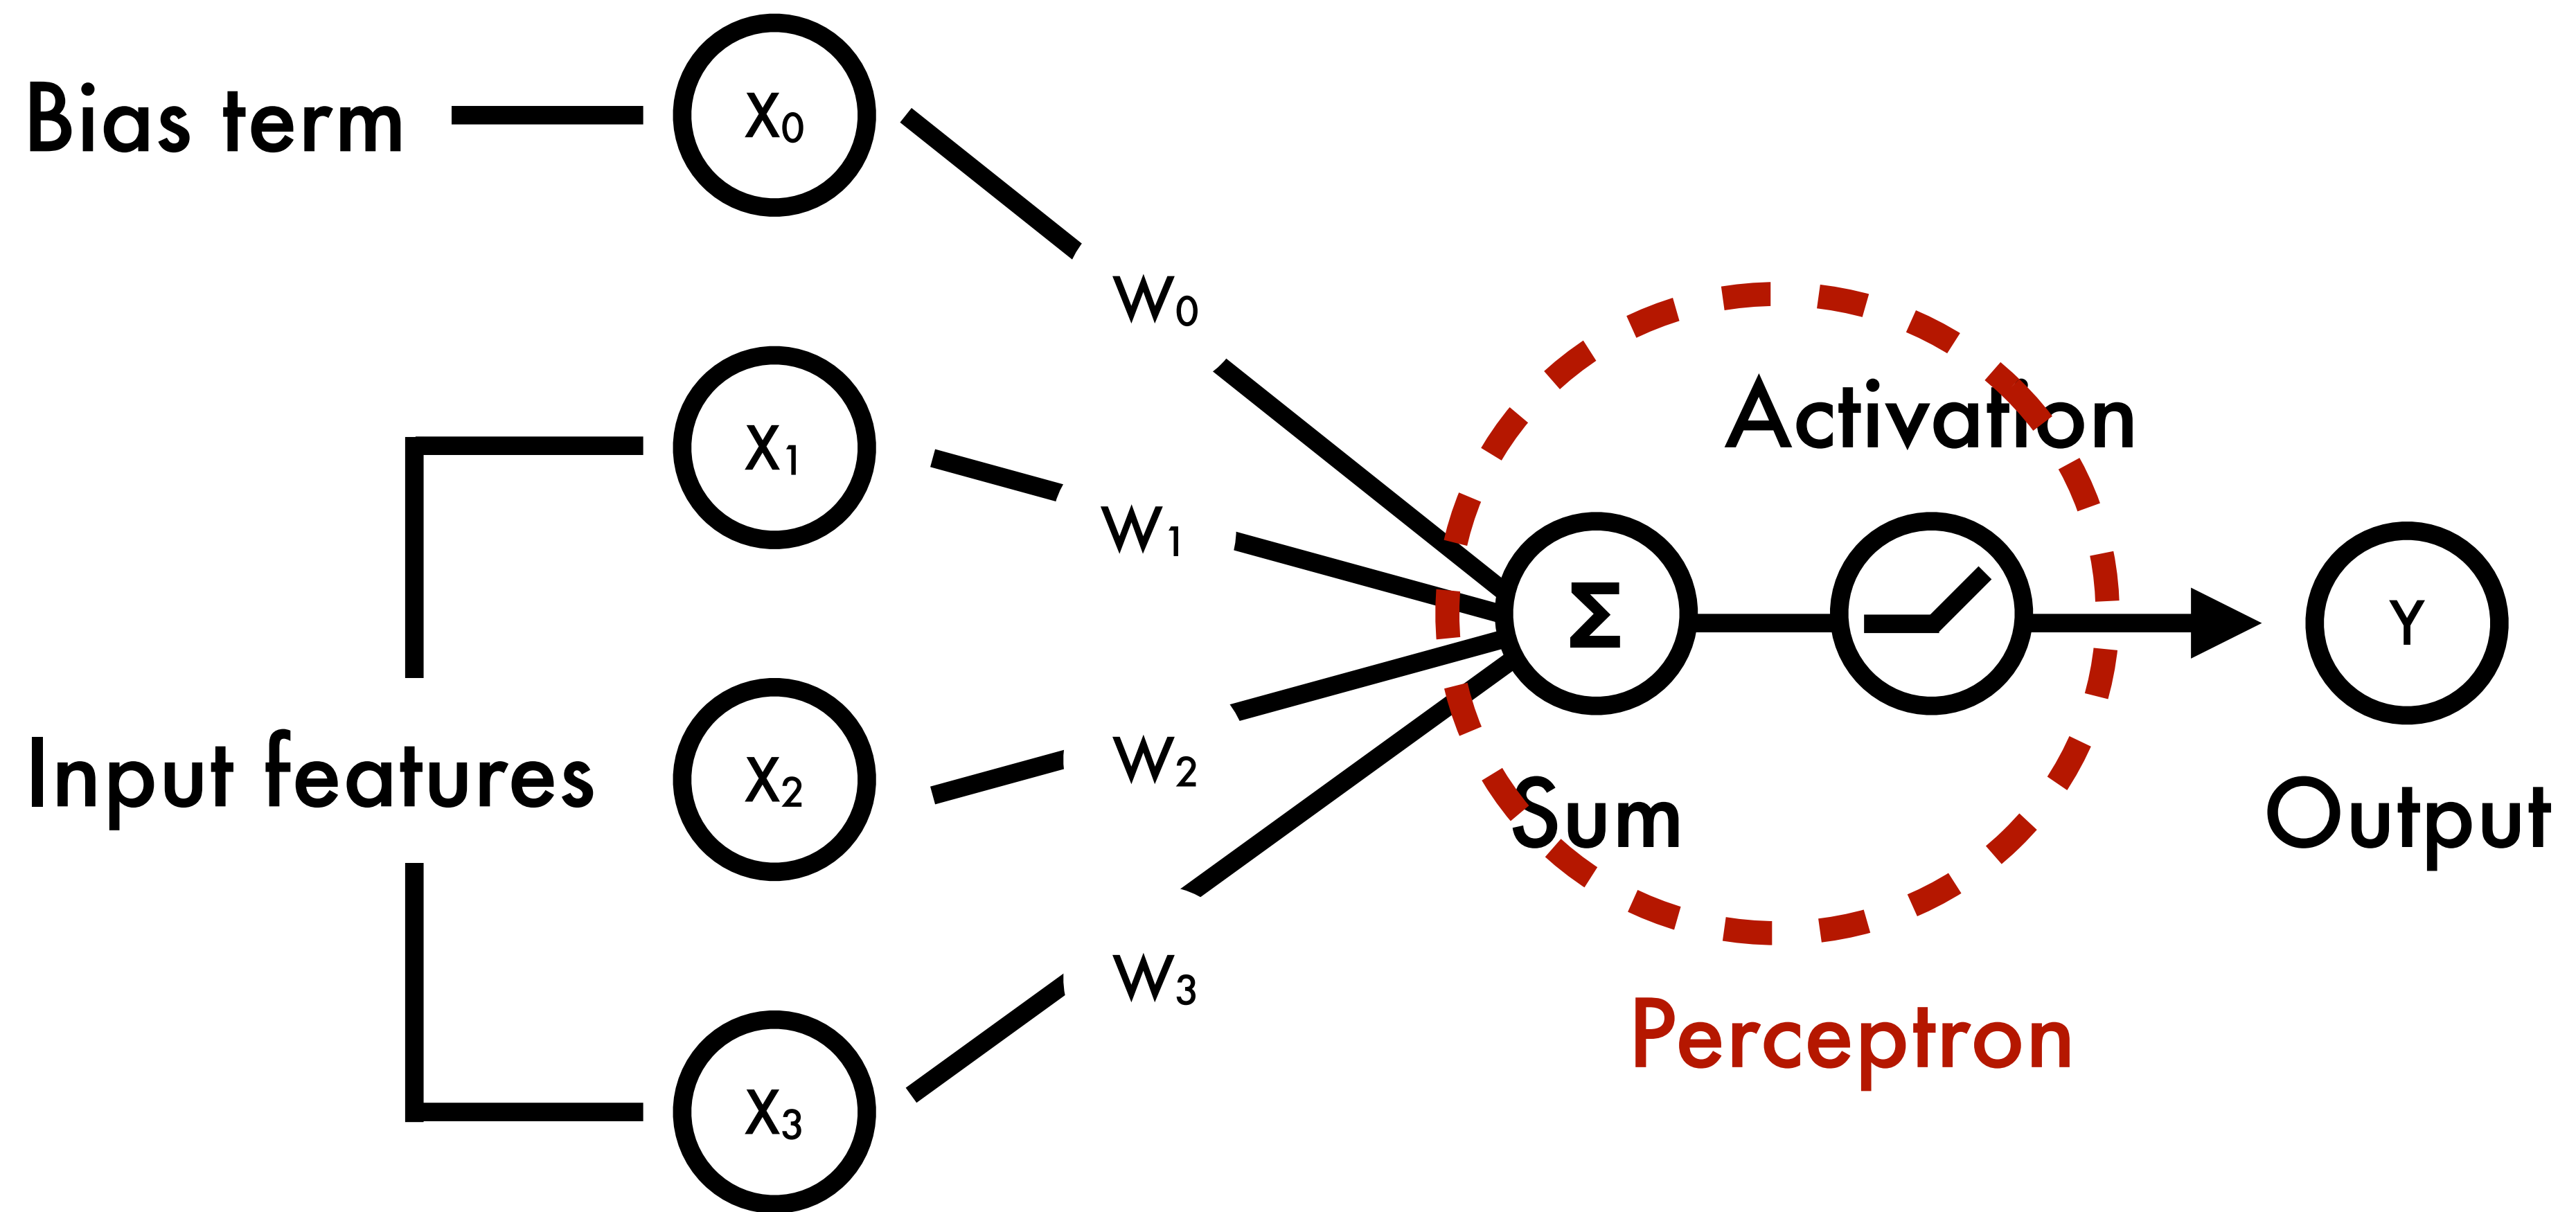 Bias term
X₀
W₀
X₁
W₁
Activation
Σ
Y
Input features
X₂
W₂
Sum
Output
W₃
Perceptron
X₃